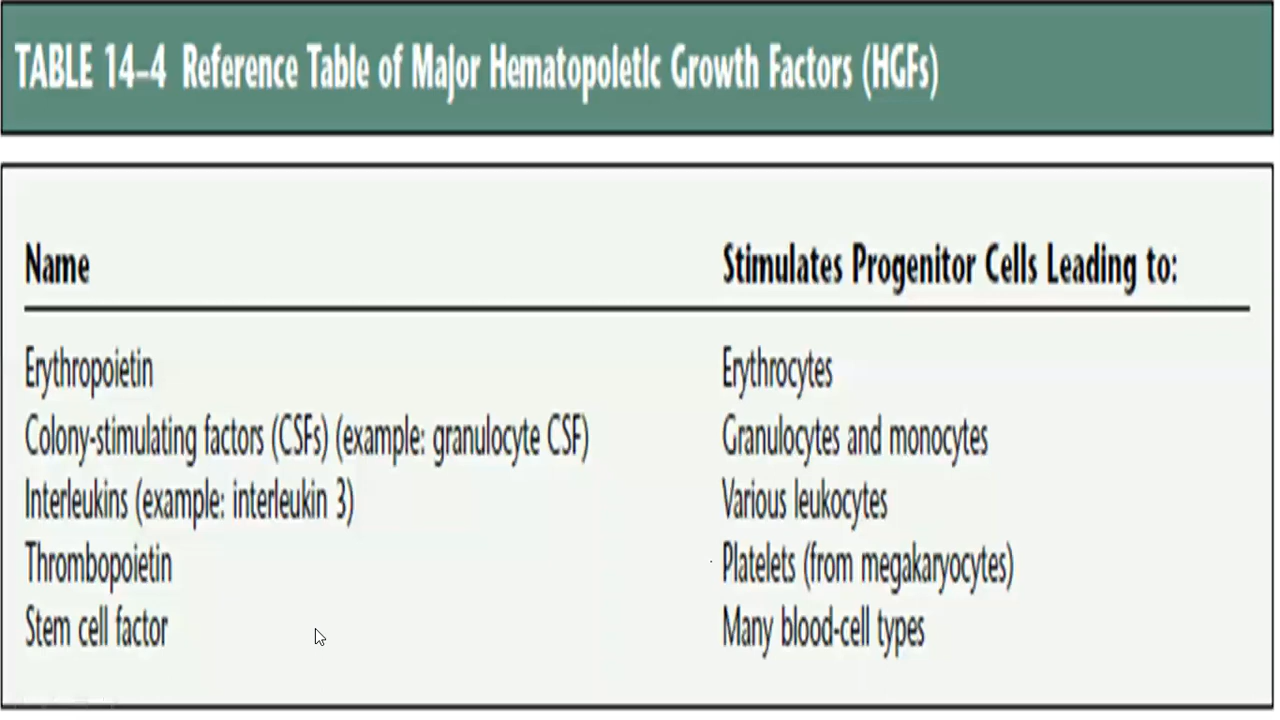 TABLE 14–4 Reference Table of Major Hematopoletic Growth Factors (HGFs)
Name Stimulates Progenitor Cells Leading to:
Erythropoietin Erythrocytes
Colony-stimulating factors (CSFs) (example: granulocyte CSF) Granulocytes and monocytes
Interleukins (example: interleukin 3) Various leukocytes
Thrombopoietin Platelets (from megakaryocytes)
Stem cell factor Many blood-cell types